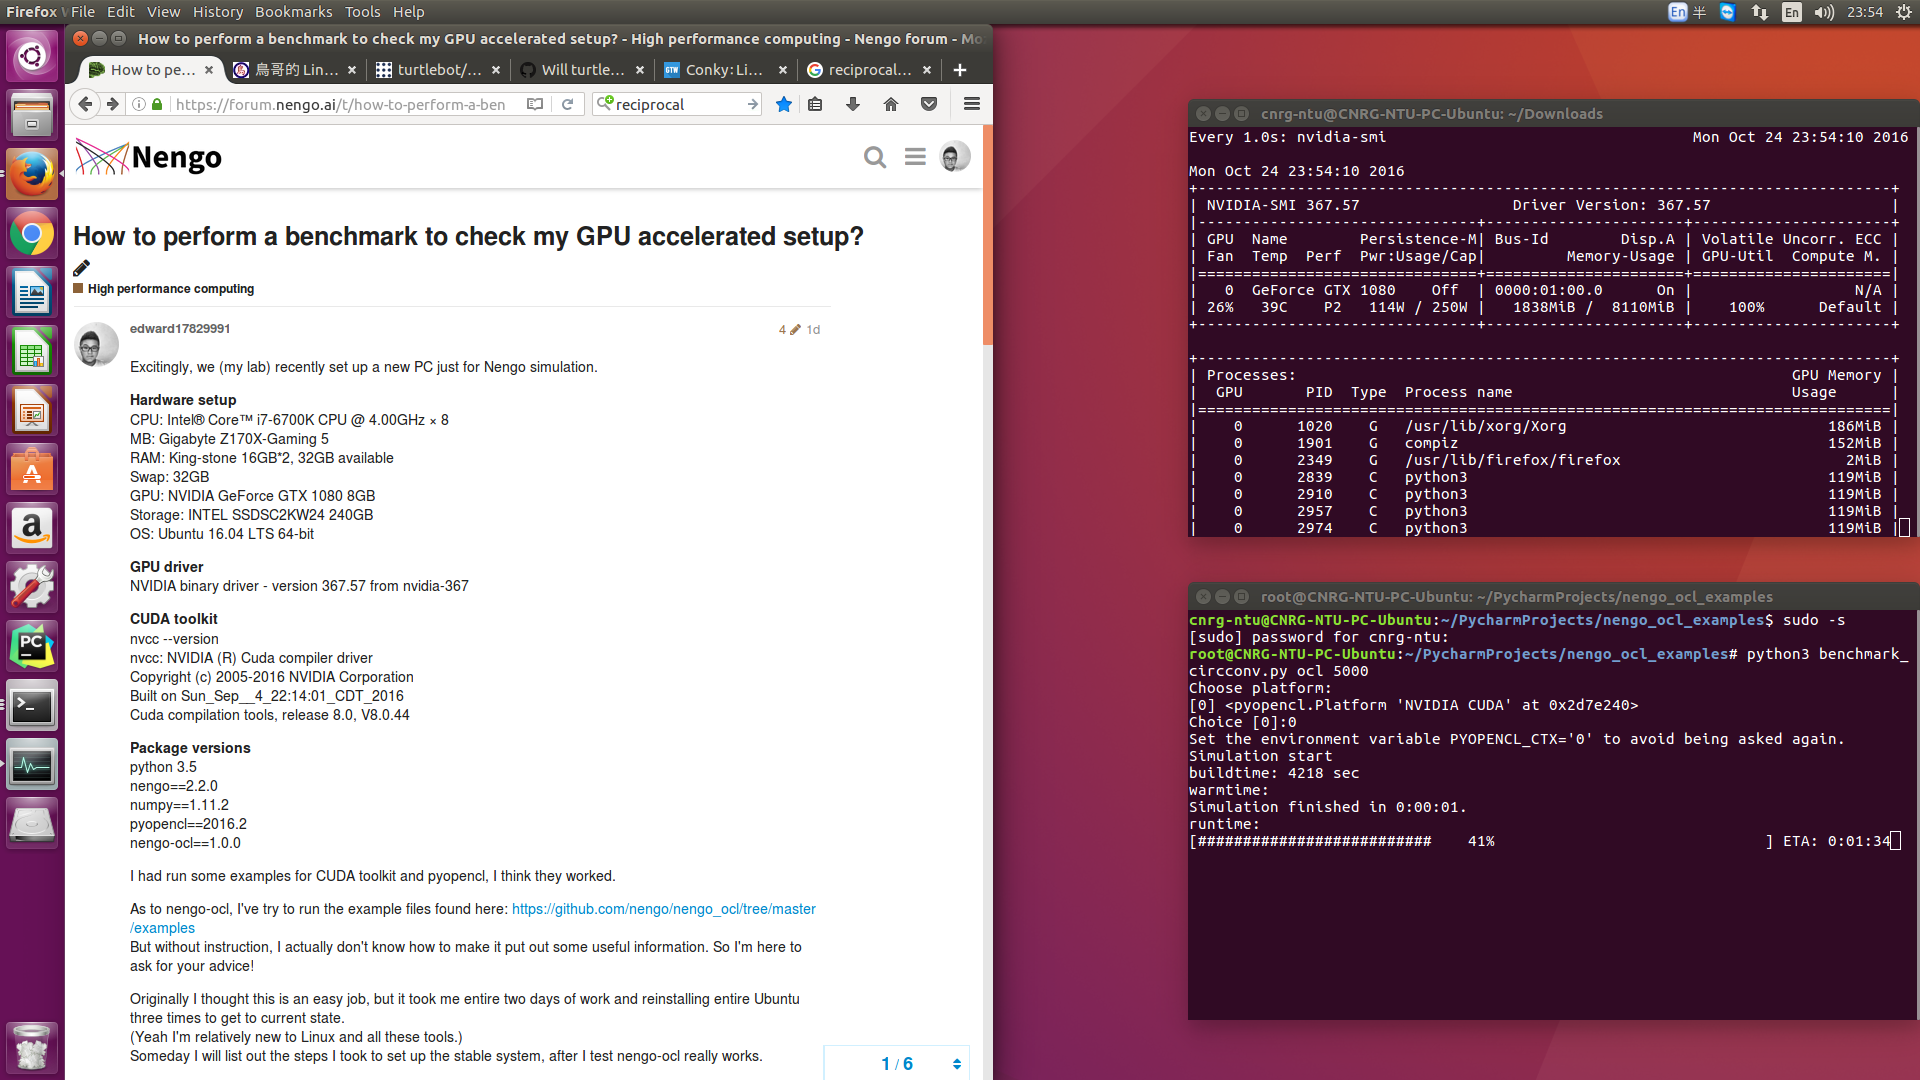 Firefox W File Edit View History Bookmarks Tools Help
En 半 En 23:54
How to perform a benchmark to check my GPU accelerated setup? - High performance computing - Nengo forum - Mo
How to pe...
鳥哥的 Lin...
turtlebot/...
Will turtle...
Conky: Li...
reciprocal...
https://forum.nengo.ai/t/how-to-perform-a-ben
reciprocal
Nengo
How to perform a benchmark to check my GPU accelerated setup?
High performance computing
edward17829991 4 1d
Excitingly, we (my lab) recently set up a new PC just for Nengo simulation.
Hardware setup
CPU: Intel® Core™ i7-6700K CPU @ 4.00GHz × 8
MB: Gigabyte Z170X-Gaming 5
RAM: King-stone 16GB*2, 32GB available
Swap: 32GB
GPU: NVIDIA GeForce GTX 1080 8GB
Storage: INTEL SSDSC2KW24 240GB
OS: Ubuntu 16.04 LTS 64-bit
GPU driver
NVIDIA binary driver - version 367.57 from nvidia-367
CUDA toolkit
nvcc --version
nvcc: NVIDIA (R) Cuda compiler driver
Copyright (c) 2005-2016 NVIDIA Corporation
Built on Sun_Sep__4_22:14:01_CDT_2016
Cuda compilation tools, release 8.0, V8.0.44
Package versions
python 3.5
nengo==2.2.0
numpy==1.11.2
pyopencl==2016.2
nengo-ocl==1.0.0
I had run some examples for CUDA toolkit and pyopencl, I think they worked.
As to nengo-ocl, I've try to run the example files found here: https://github.com/nengo/nengo_ocl/tree/master
/examples
But without instruction, I actually don't know how to make it put out some useful information. So I'm here to
ask for your advice!
Originally I thought this is an easy job, but it took me entire two days of work and reinstalling entire Ubuntu
three times to get to current state.
(Yeah I'm relatively new to Linux and all these tools.)
Someday I will list out the steps I took to set up the stable system, after I test nengo-ocl really works.
1 / 6
cnrg-ntu@CNRG-NTU-PC-Ubuntu: ~/Downloads
Every 1.0s: nvidia-smi Mon Oct 24 23:54:10 2016
Mon Oct 24 23:54:10 2016
+-----------------------------------------------------------------------------+
| NVIDIA-SMI 367.57                 Driver Version: 367.57                    |
|-------------------------------+----------------------+----------------------+
| GPU  Name        Persistence-M| Bus-Id        Disp.A | Volatile Uncorr. ECC |
| Fan  Temp  Perf  Pwr:Usage/Cap|         Memory-Usage | GPU-Util  Compute M. |
|===============================+======================+======================|
|   0  GeForce GTX 1080    Off  | 0000:01:00.0      On |                  N/A |
| 26%   39C    P2   114W / 250W |   1838MiB /  8110MiB |    100%      Default |
+-------------------------------+----------------------+----------------------+
+-----------------------------------------------------------------------------+
| Processes:                                                       GPU Memory |
|  GPU       PID  Type  Process name                               Usage      |
|=============================================================================|
|    0      1020    G   /usr/lib/xorg/Xorg                             186MiB |
|    0      1901    G   compiz                                         152MiB |
|    0      2349    G   /usr/lib/firefox/firefox                         2MiB |
|    0      2839    C   python3                                        119MiB |
|    0      2910    C   python3                                        119MiB |
|    0      2957    C   python3                                        119MiB |
|    0      2974    C   python3                                        119MiB |
root@CNRG-NTU-PC-Ubuntu: ~/PycharmProjects/nengo_ocl_examples
cnrg-ntu@CNRG-NTU-PC-Ubuntu:~/PycharmProjects/nengo_ocl_examples$ sudo -s
[sudo] password for cnrg-ntu:
root@CNRG-NTU-PC-Ubuntu:~/PycharmProjects/nengo_ocl_examples# python3 benchmark_
circconv.py ocl 5000
Choose platform:
[0] <pyopencl.Platform 'NVIDIA CUDA' at 0x2d7e240>
Choice [0]:0
Set the environment variable PYOPENCL_CTX='0' to avoid being asked again.
Simulation start
buildtime: 4218 sec
warmtime:
Simulation finished in 0:00:01.
runtime:
[########################## 41% ] ETA: 0:01:34